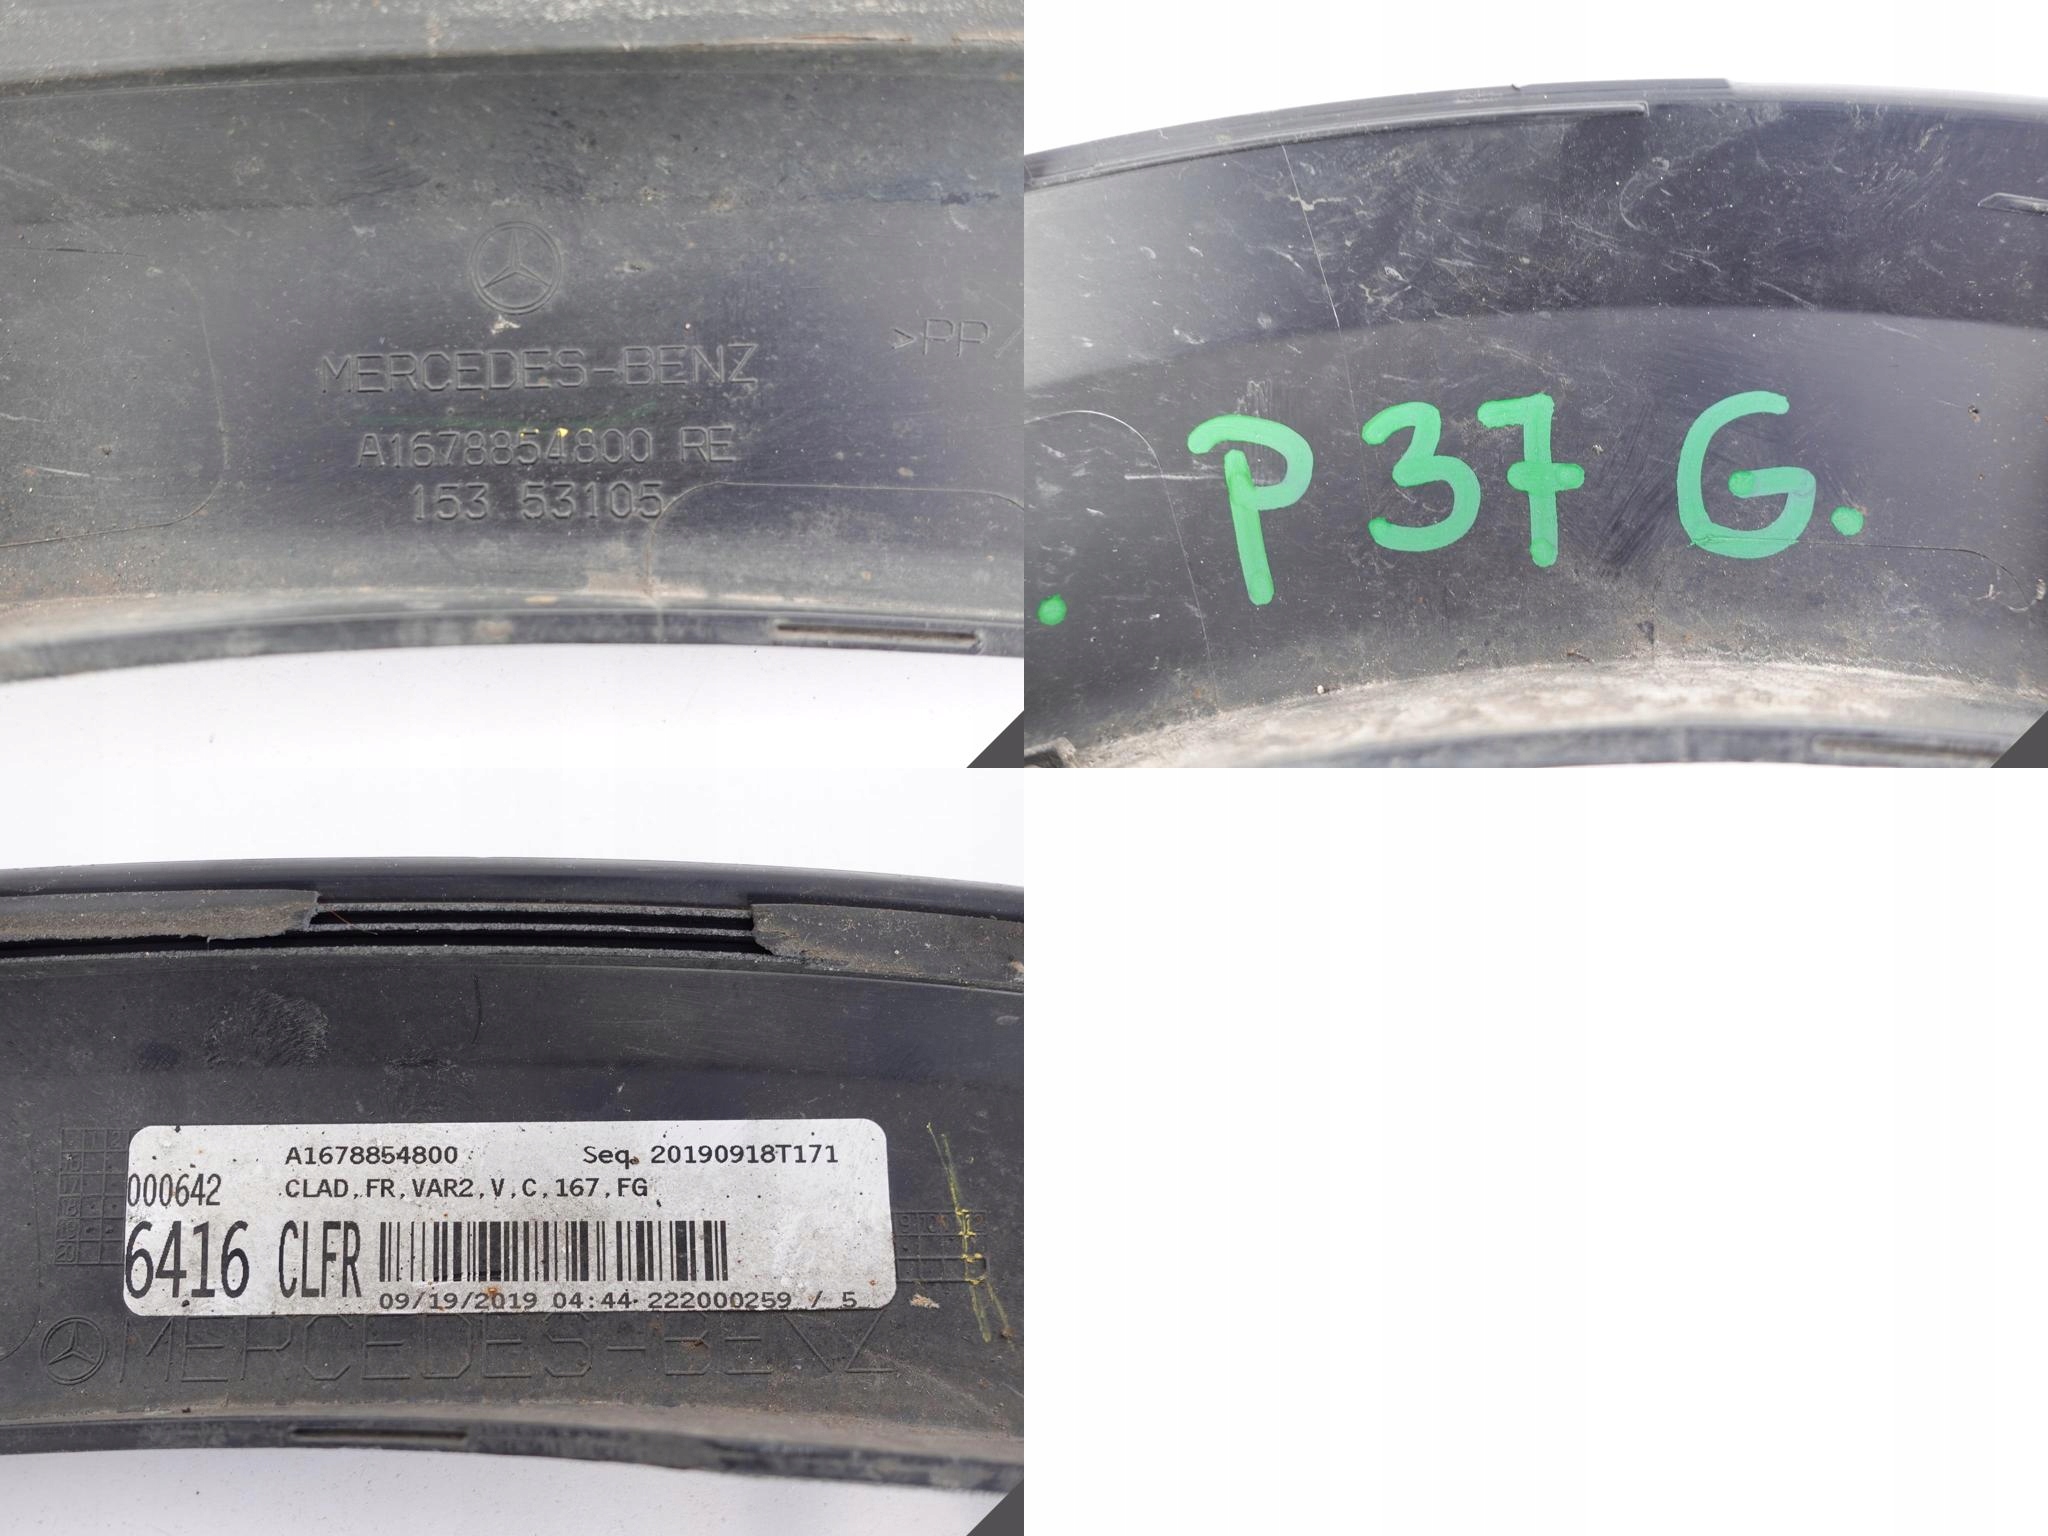 MERCEDES-BENZ
>PP/
A1678854800 RE
153 53105
P 37 G.
A1678854800 Seq. 20190918T171
000642 CLAD,FR,VAR2,V,C,167,FG
6416 CLFR
09/19/2019 04:44 222000259 / 5
MERCEDES-BENZ